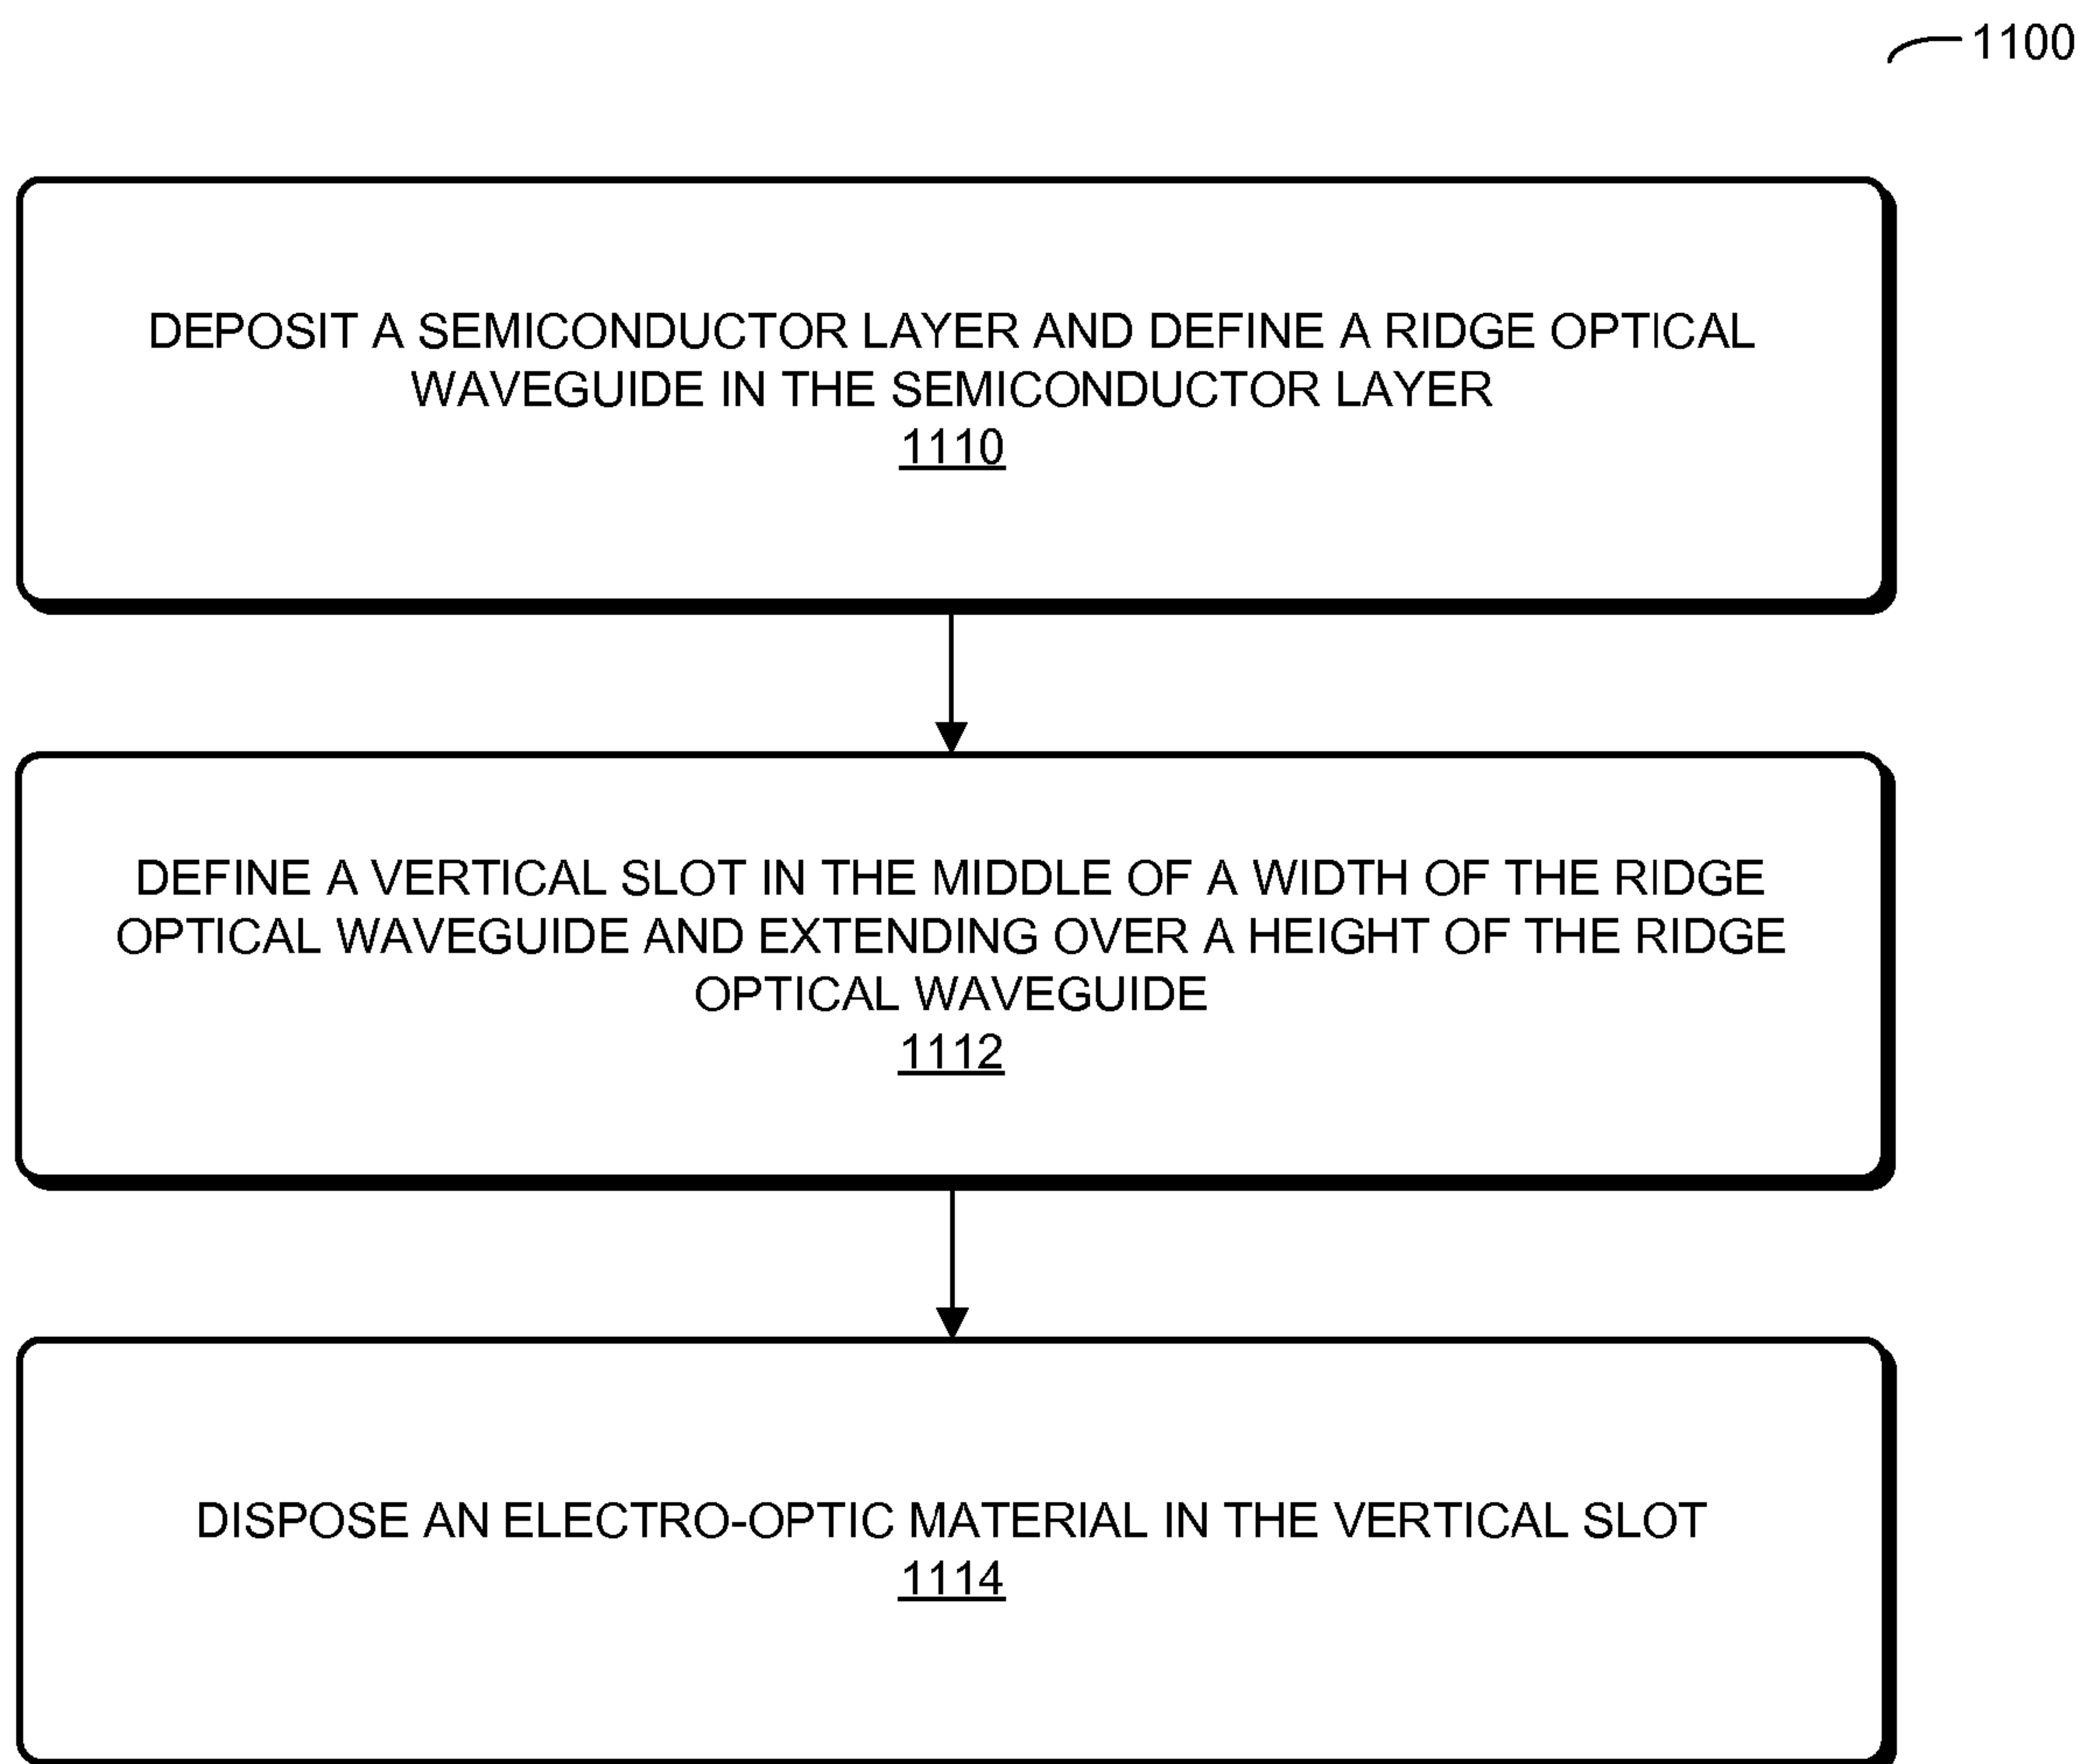 1100
DEPOSIT A SEMICONDUCTOR LAYER AND DEFINE A RIDGE OPTICAL
WAVEGUIDE IN THE SEMICONDUCTOR LAYER
1110
DEFINE A VERTICAL SLOT IN THE MIDDLE OF A WIDTH OF THE RIDGE
OPTICAL WAVEGUIDE AND EXTENDING OVER A HEIGHT OF THE RIDGE
OPTICAL WAVEGUIDE
1112
DISPOSE AN ELECTRO-OPTIC MATERIAL IN THE VERTICAL SLOT
1114